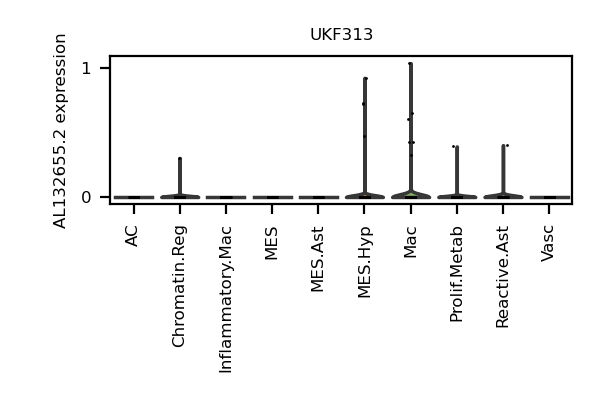 UKF313
AL132655.2 expression
1
0
AC
Chromatin.Reg
Inflammatory.Mac
MES
MES.Ast
MES.Hyp
Mac
Prolif.Metab
Reactive.Ast
Vasc